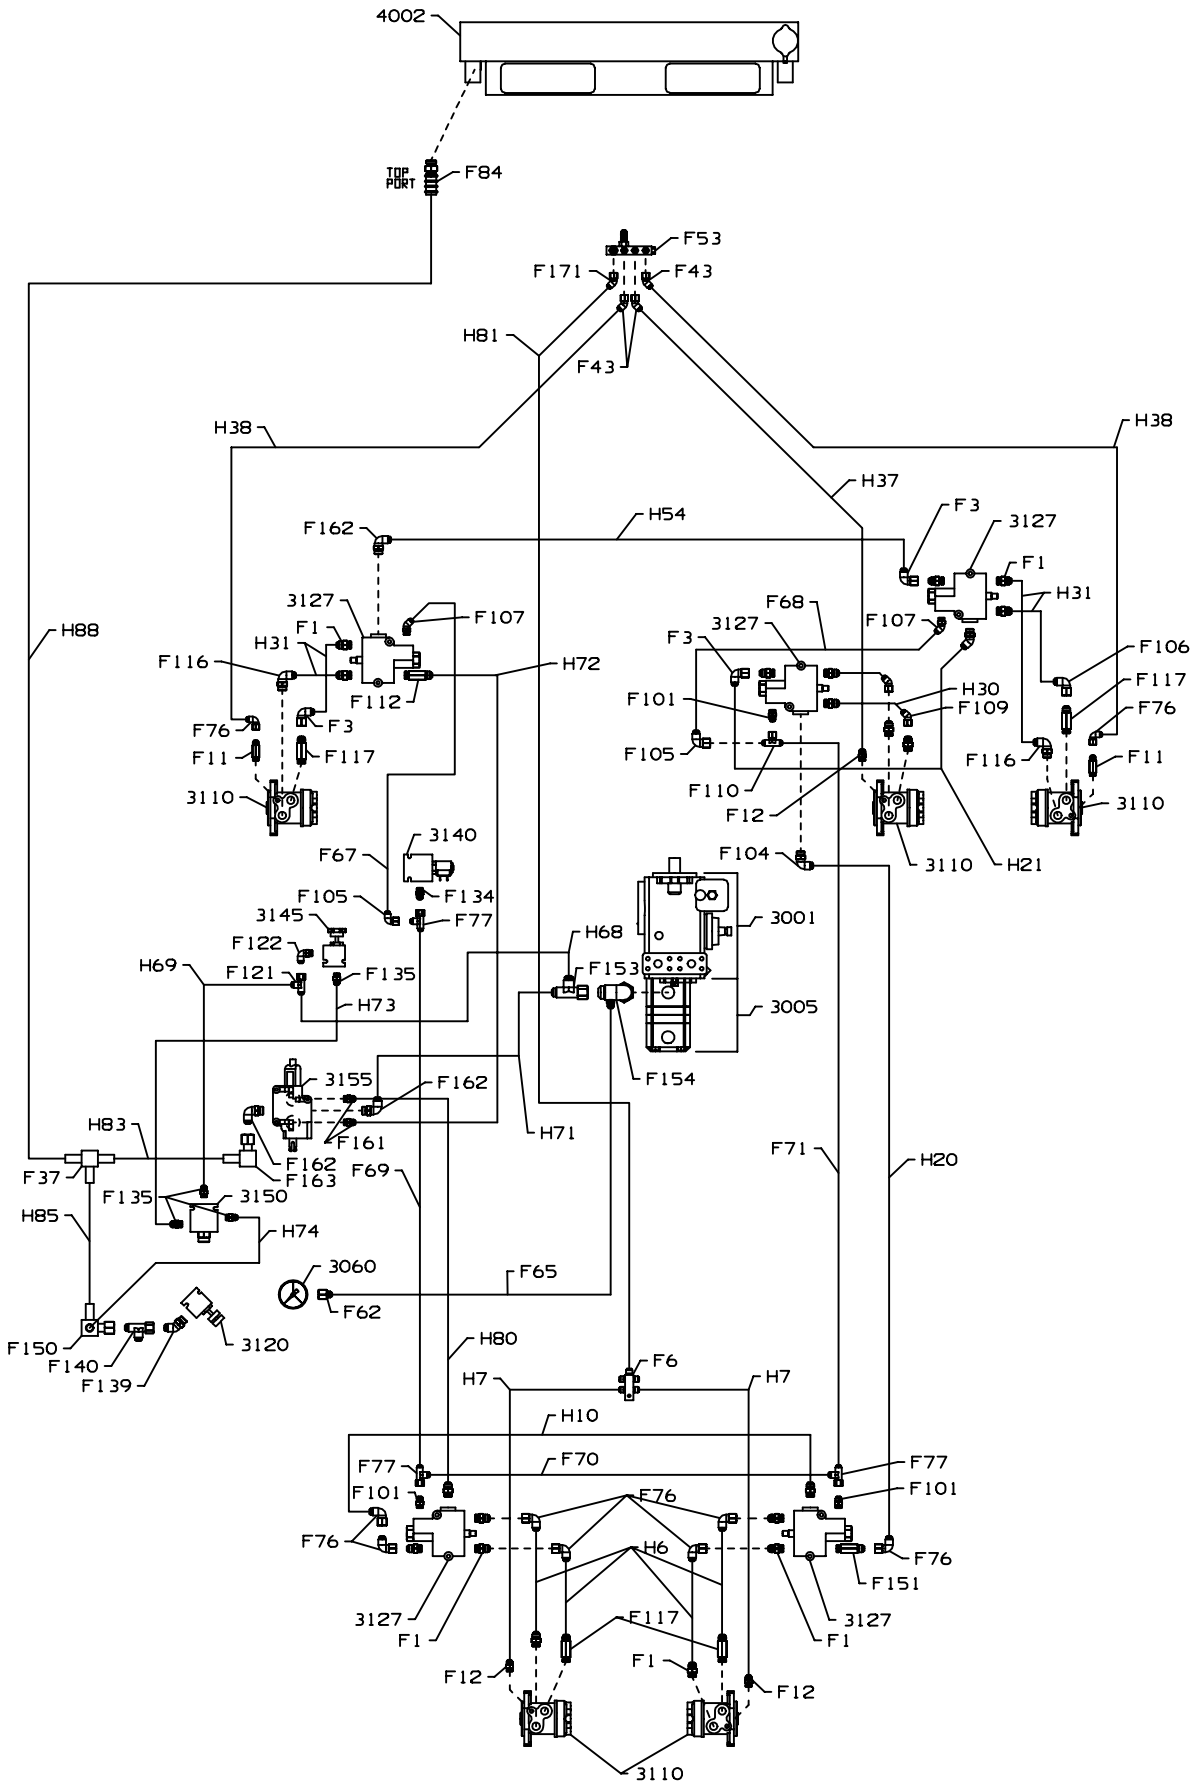 4002
TOP
PORT
F84
F53
F171
F43
H81
F43
H38
H38
H37
F162
H54
F3
3127
F1
F68
H31
3127
F107
F107
F1
3127
H88
H31
F3
H72
F106
F116
H30
F117
F101
F109
F112
F76
F76
F3
F105
F11
F117
F116
F11
F110
3110
3110
F12
3140
F67
F104
3110
H21
F105
F134
3145
F77
3001
F122
H68
H69
F121
F135
F153
H73
3005
3155
F162
F154
H83
H71
F161
F71
F162
F69
H20
F37
F163
F135
3150
H85
H74
3060
F65
F62
H80
3120
F150
F140
F139
F6
H7
H7
H10
F77
F70
F77
F101
F76
F101
F76
H6
F76
F151
3127
F117
3127
F1
F1
F1
F12
F12
3110